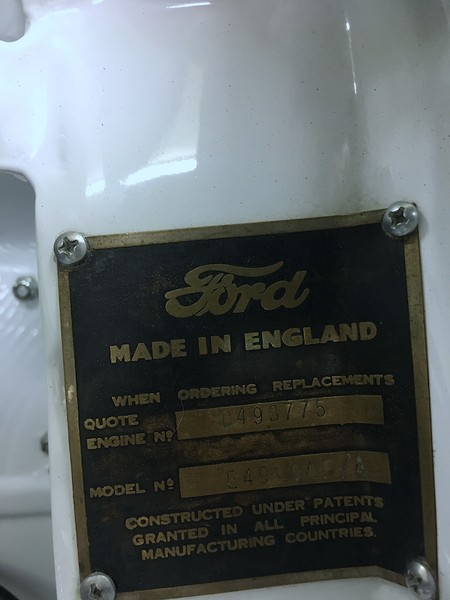 Ford
MADE IN ENGLAND
WHEN ORDERING REPLACEMENTS
QUOTE
ENGINE Nº C493775
MODEL Nº
CONSTRUCTED UNDER PATENTS
GRANTED IN ALL PRINCIPAL
MANUFACTURING COUNTRIES.